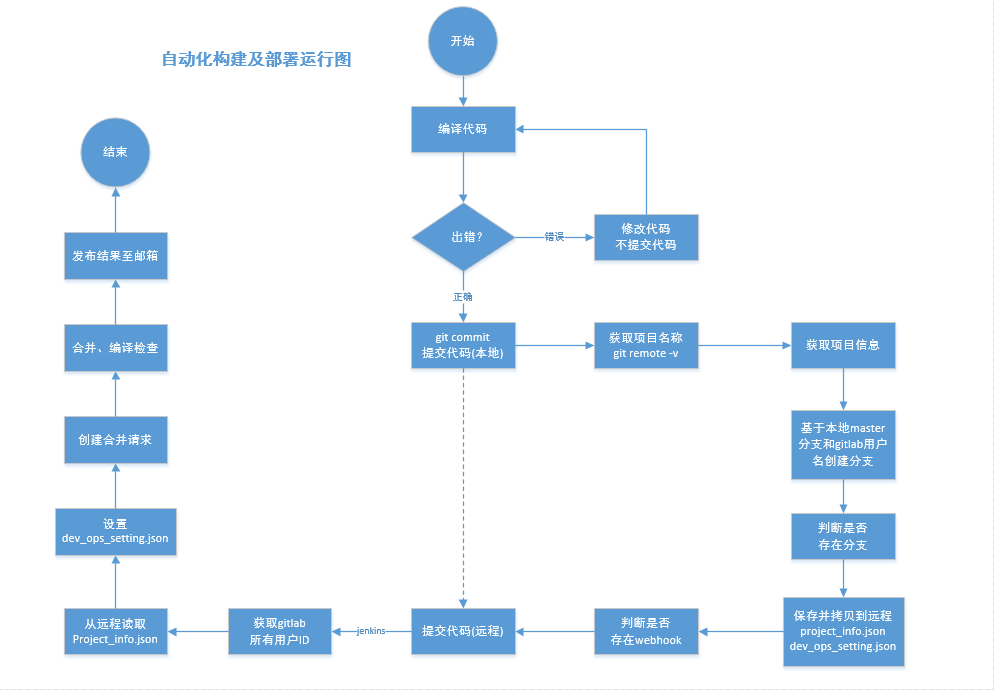 自动化构建及部署运行图
开始
编译代码
出错?
错误
修改代码
不提交代码
正确
git commit
提交代码(本地)
获取项目名称
git remote -v
获取项目信息
基于本地master
分支和gitlab用户
名创建分支
判断是否
存在分支
保存并拷贝到远程
project_info.json
dev_ops_setting.json
判断是否
存在webhook
提交代码(远程)
jenkins
获取gitlab
所有用户ID
从远程读取
Project_info.json
设置
dev_ops_setting.json
创建合并请求
合并、编译检查
发布结果至邮箱
结束